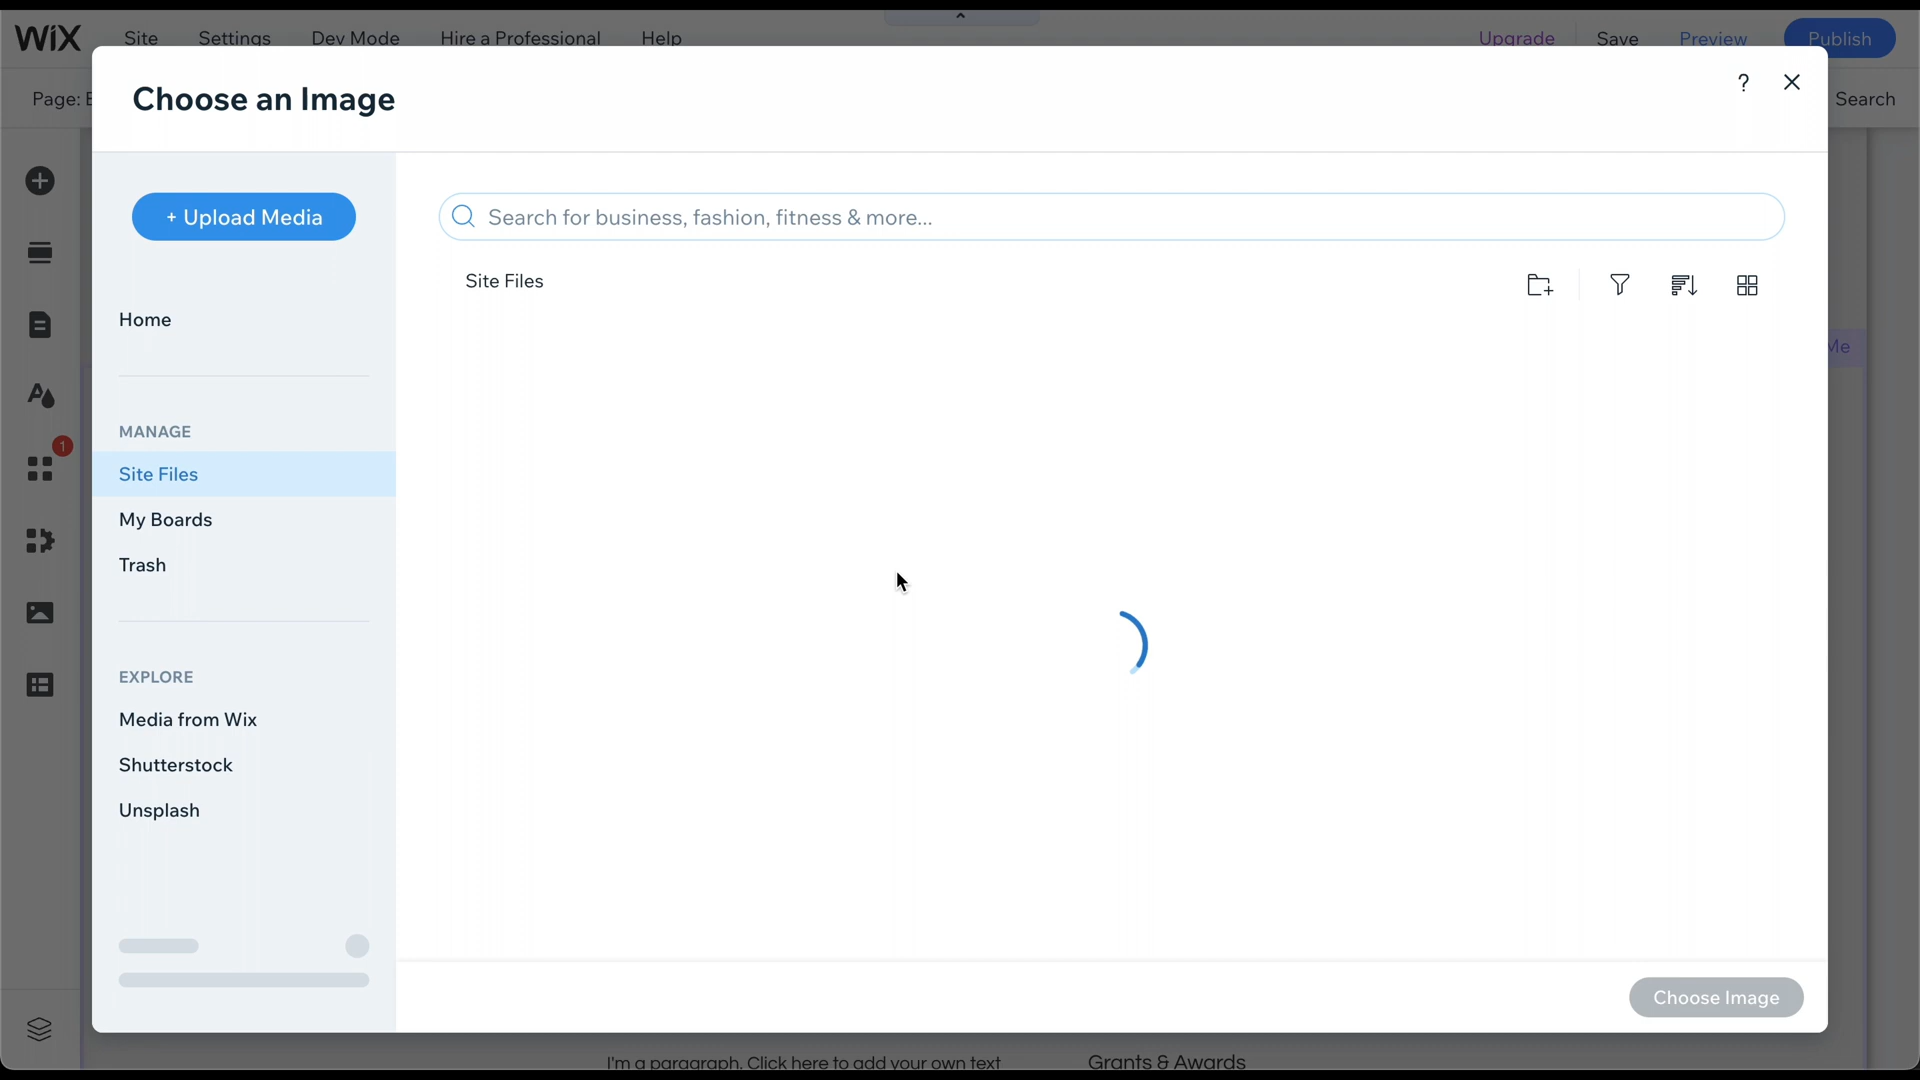 WiX Site Settings Dev Mode Hire a Professional Help Upgrade Save Preview Publish
Page: Search
Choose an Image
?
+ Upload Media
Search for business, fashion, fitness & more...
Site Files
Home
Me
MANAGE
1
Site Files
My Boards
Trash
EXPLORE
Media from Wix
Shutterstock
Unsplash
Choose Image
I'm a paragraph. Click here to add your own text
Grants & Awards